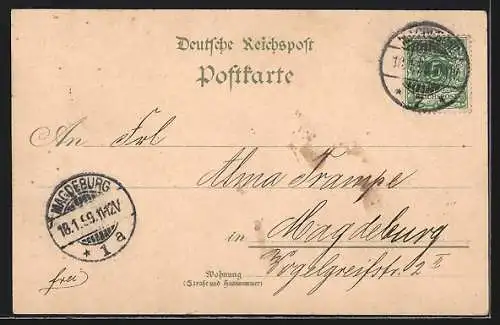 Deutsche Reichspost
Postkarte
An Frl
Alma Trampe
in Magdeburg
Vogelgreifstr. 2 II
MAGDEBURG
18.1.99.11-12V
* 1 a
frei
Wohnung
(Straße und Hausnummer)